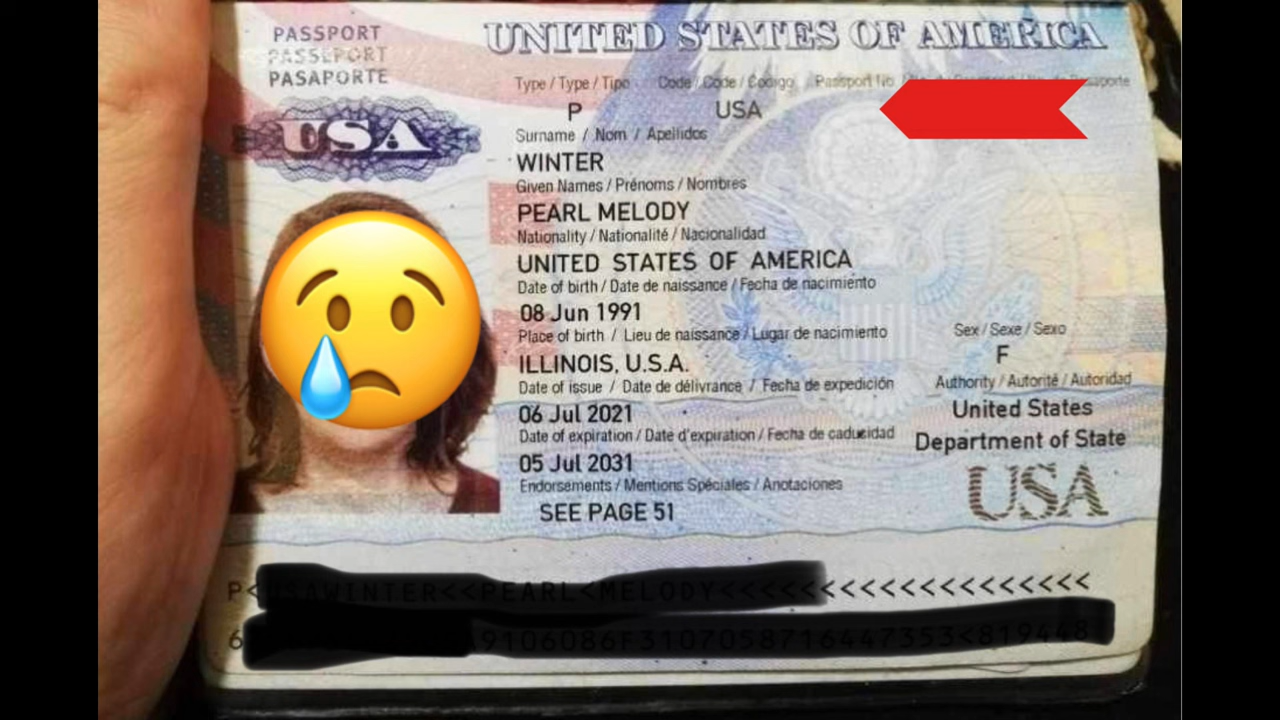 PASSPORT
PASSEPORT
PASAPORTE
UNITED STATES OF AMERICA
USA
Type / Type / Tipo Code / Code / Codigo Passport No.
P USA
Surname / Nom / Apellidos
WINTER
Given Names / Prénoms / Nombres
PEARL MELODY
Nationality / Nationalité / Nacionalidad
UNITED STATES OF AMERICA
Date of birth / Date de naissance / Fecha de nacimiento
08 Jun 1991
Place of birth / Lieu de naissance / Lugar de nacimiento
ILLINOIS, U.S.A.
Sex / Sexe / Sexo
F
Date of issue / Date de délivrance / Fecha de expedición
06 Jul 2021
Authority / Autorité / Autoridad
United States
Department of State
Date of expiration / Date d'expiration / Fecha de caducidad
05 Jul 2031
Endorsements / Mentions Spéciales / Anotaciones
SEE PAGE 51
USA
P< <<<<<<<<<<<<<<<<<
6